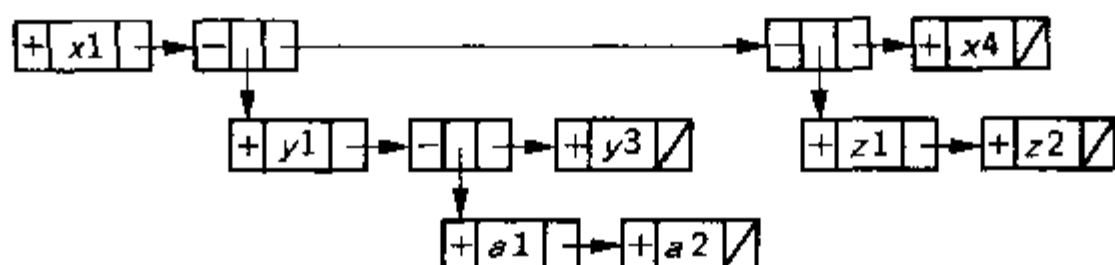 + x1 - - + x4
+ y1 - + y3 + z1 + z2
+ a1 + a2